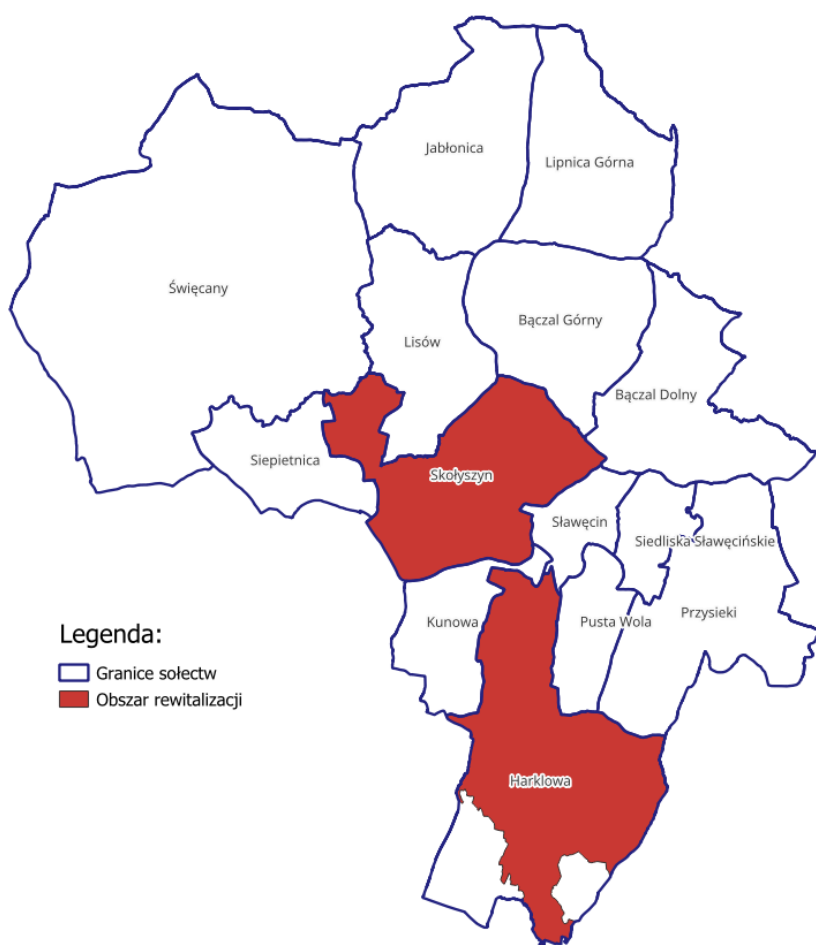 Jabłonica
Lipnica Górna
Święcany
Bączal Górny
Lisów
Bączal Dolny
Siepietnica
Skołyszyn
Sławęcin
Siedliska Sławęcińskie
Kunowa
Pusta Wola
Przysieki
Harklowa
Legenda:
Granice sołectw
Obszar rewitalizacji